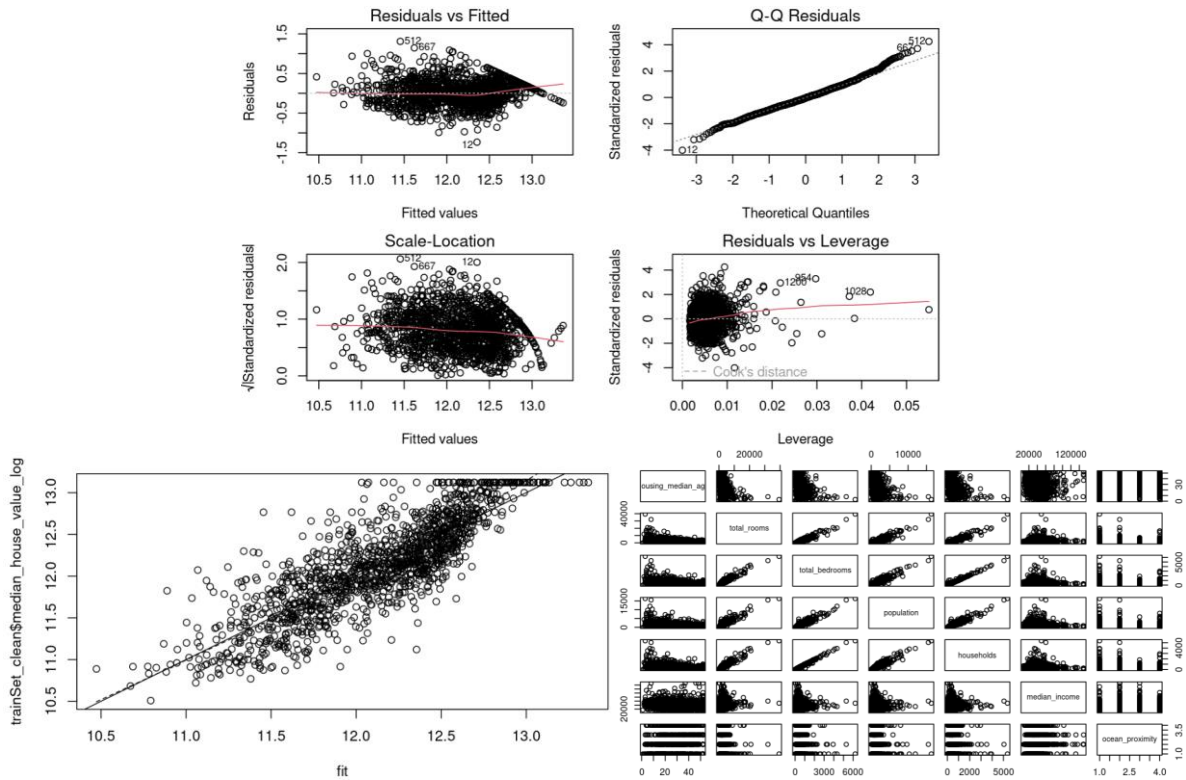 Residuals vs Fitted
Residuals
1.5
0.5
-0.5
-1.5
512
667
12
10.5 11.0 11.5 12.0 12.5 13.0
Fitted values
Q-Q Residuals
Standardized residuals
4
2
0
-2
-4
512
667
12
-3 -2 -1 0 1 2 3
Theoretical Quantiles
Scale-Location
√|Standardized residuals|
2.0
1.0
0.0
512
667
12
10.5 11.0 11.5 12.0 12.5 13.0
Fitted values
Residuals vs Leverage
Standardized residuals
4
2
0
-2
-4
954
1200
1028
Cook's distance
0.00 0.01 0.02 0.03 0.04 0.05
Leverage
trainSet_clean$median_house_value_log
13.0
12.5
12.0
11.5
11.0
10.5
10.5 11.0 11.5 12.0 12.5 13.0
fit
0 20000
0 10000
20000 120000
ousing_median_ag
0 30
0 40000
total_rooms
total_bedrooms
0 5000
0 15000
population
households
0 4000
20000
median_income
ocean_proximity
1.0 3.5
0 20 40
0 3000 6000
0 2000 5000
1.0 2.5 4.0